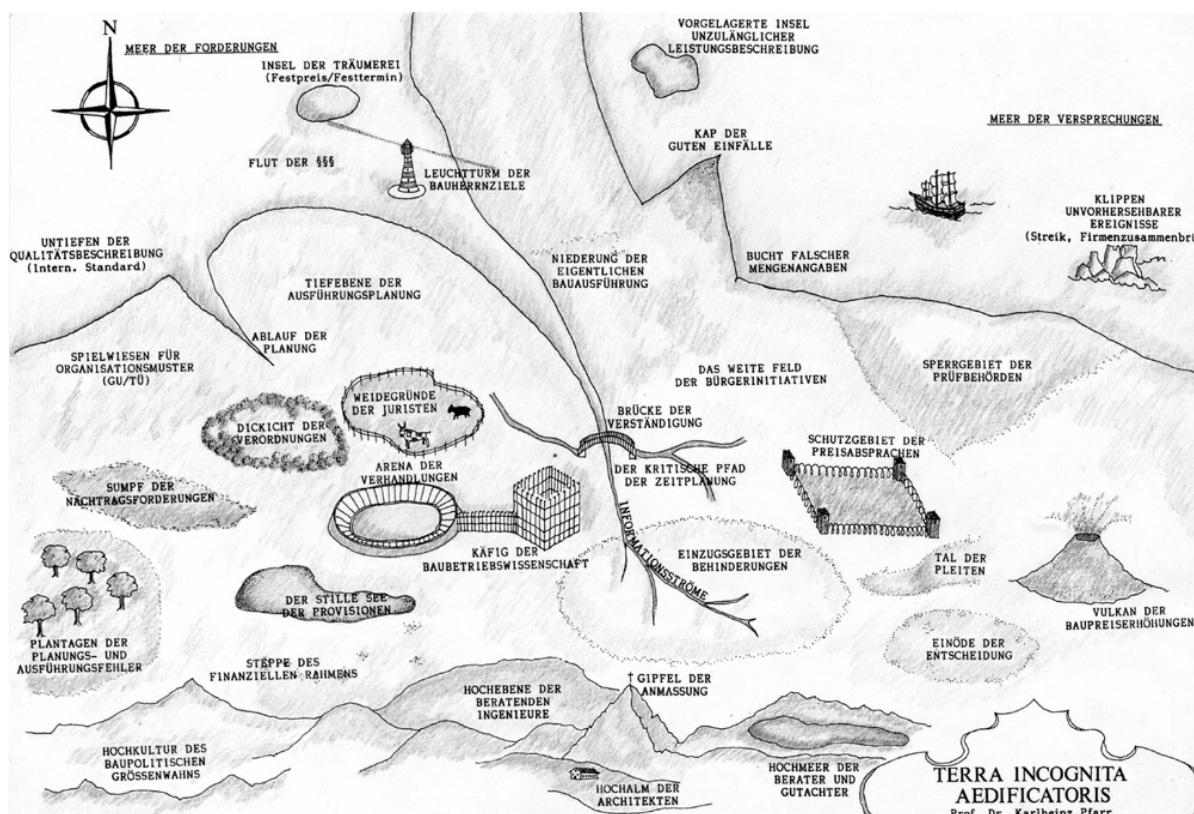 N
MEER DER FORDERUNGEN
INSEL DER TRÄUMEREI
(Festpreis/Festtermin)
VORGELAGERTE INSEL
UNZULÄNGLICHER
LEISTUNGSBESCHREIBUNG
MEER DER VERSPRECHUNGEN
KAP DER
GUTEN EINFÄLLE
FLUT DER §§§
LEUCHTTURM DER
BAUHERRNZIELE
KLIPPEN
UNVORHERSEHBARER
EREIGNISSE
(Streik, Firmenzusammenbr
UNTIEFEN DER
QUALITÄTSBESCHREIBUNG
(Intern. Standard)
NIEDERUNG DER
EIGENTLICHEN
BAUAUSFÜHRUNG
BUCHT FALSCHER
MENGENANGABEN
TIEFEBENE DER
AUSFÜHRUNGSPLANUNG
ABLAUF DER
PLANUNG
SPIELWIESEN FÜR
ORGANISATIONSMUSTER
(GU/TÜ)
DAS WEITE FELD
DER BÜRGERINITIATIVEN
SPERRGEBIET DER
PRÜFBEHÖRDEN
WEIDEGRÜNDE
DER JURISTEN
DICKICHT DER
VERORDNUNGEN
BRÜCKE DER
VERSTÄNDIGUNG
SCHUTZGEBIET DER
PREISABSPRACHEN
ARENA DER
VERHANDLUNGEN
DER KRITISCHE PFAD
DER ZEITPLANUNG
SUMPF DER
NACHTRAGSFORDERUNGEN
INFORMATIONSSTRÖME
KÄFIG DER
BAUBETRIEBSWISSENSCHAFT
EINZUGSGEBIET DER
BEHINDERUNGEN
TAL DER
PLEITEN
DER STILLE SEE
DER PROVISIONEN
VULKAN DER
BAUPREISERHÖHUNGEN
PLANTAGEN DER
PLANUNGS- UND
AUSFÜHRUNGSFEHLER
EINÖDE DER
ENTSCHEIDUNG
STEPPE DES
FINANZIELLEN RAHMENS
HOCHEBENE DER
BERATENDEN
INGENIEURE
GIPFEL DER
ANMASSUNG
HOCHKULTUR DES
BAUPOLITISCHEN
GRÖSSENWAHNS
HOCHALM DER
ARCHITEKTEN
HOCHMEER DER
BERATER UND
GUTACHTER
TERRA INCOGNITA
AEDIFICATORIS
Prof. Dr. Karlheinz Pfarr